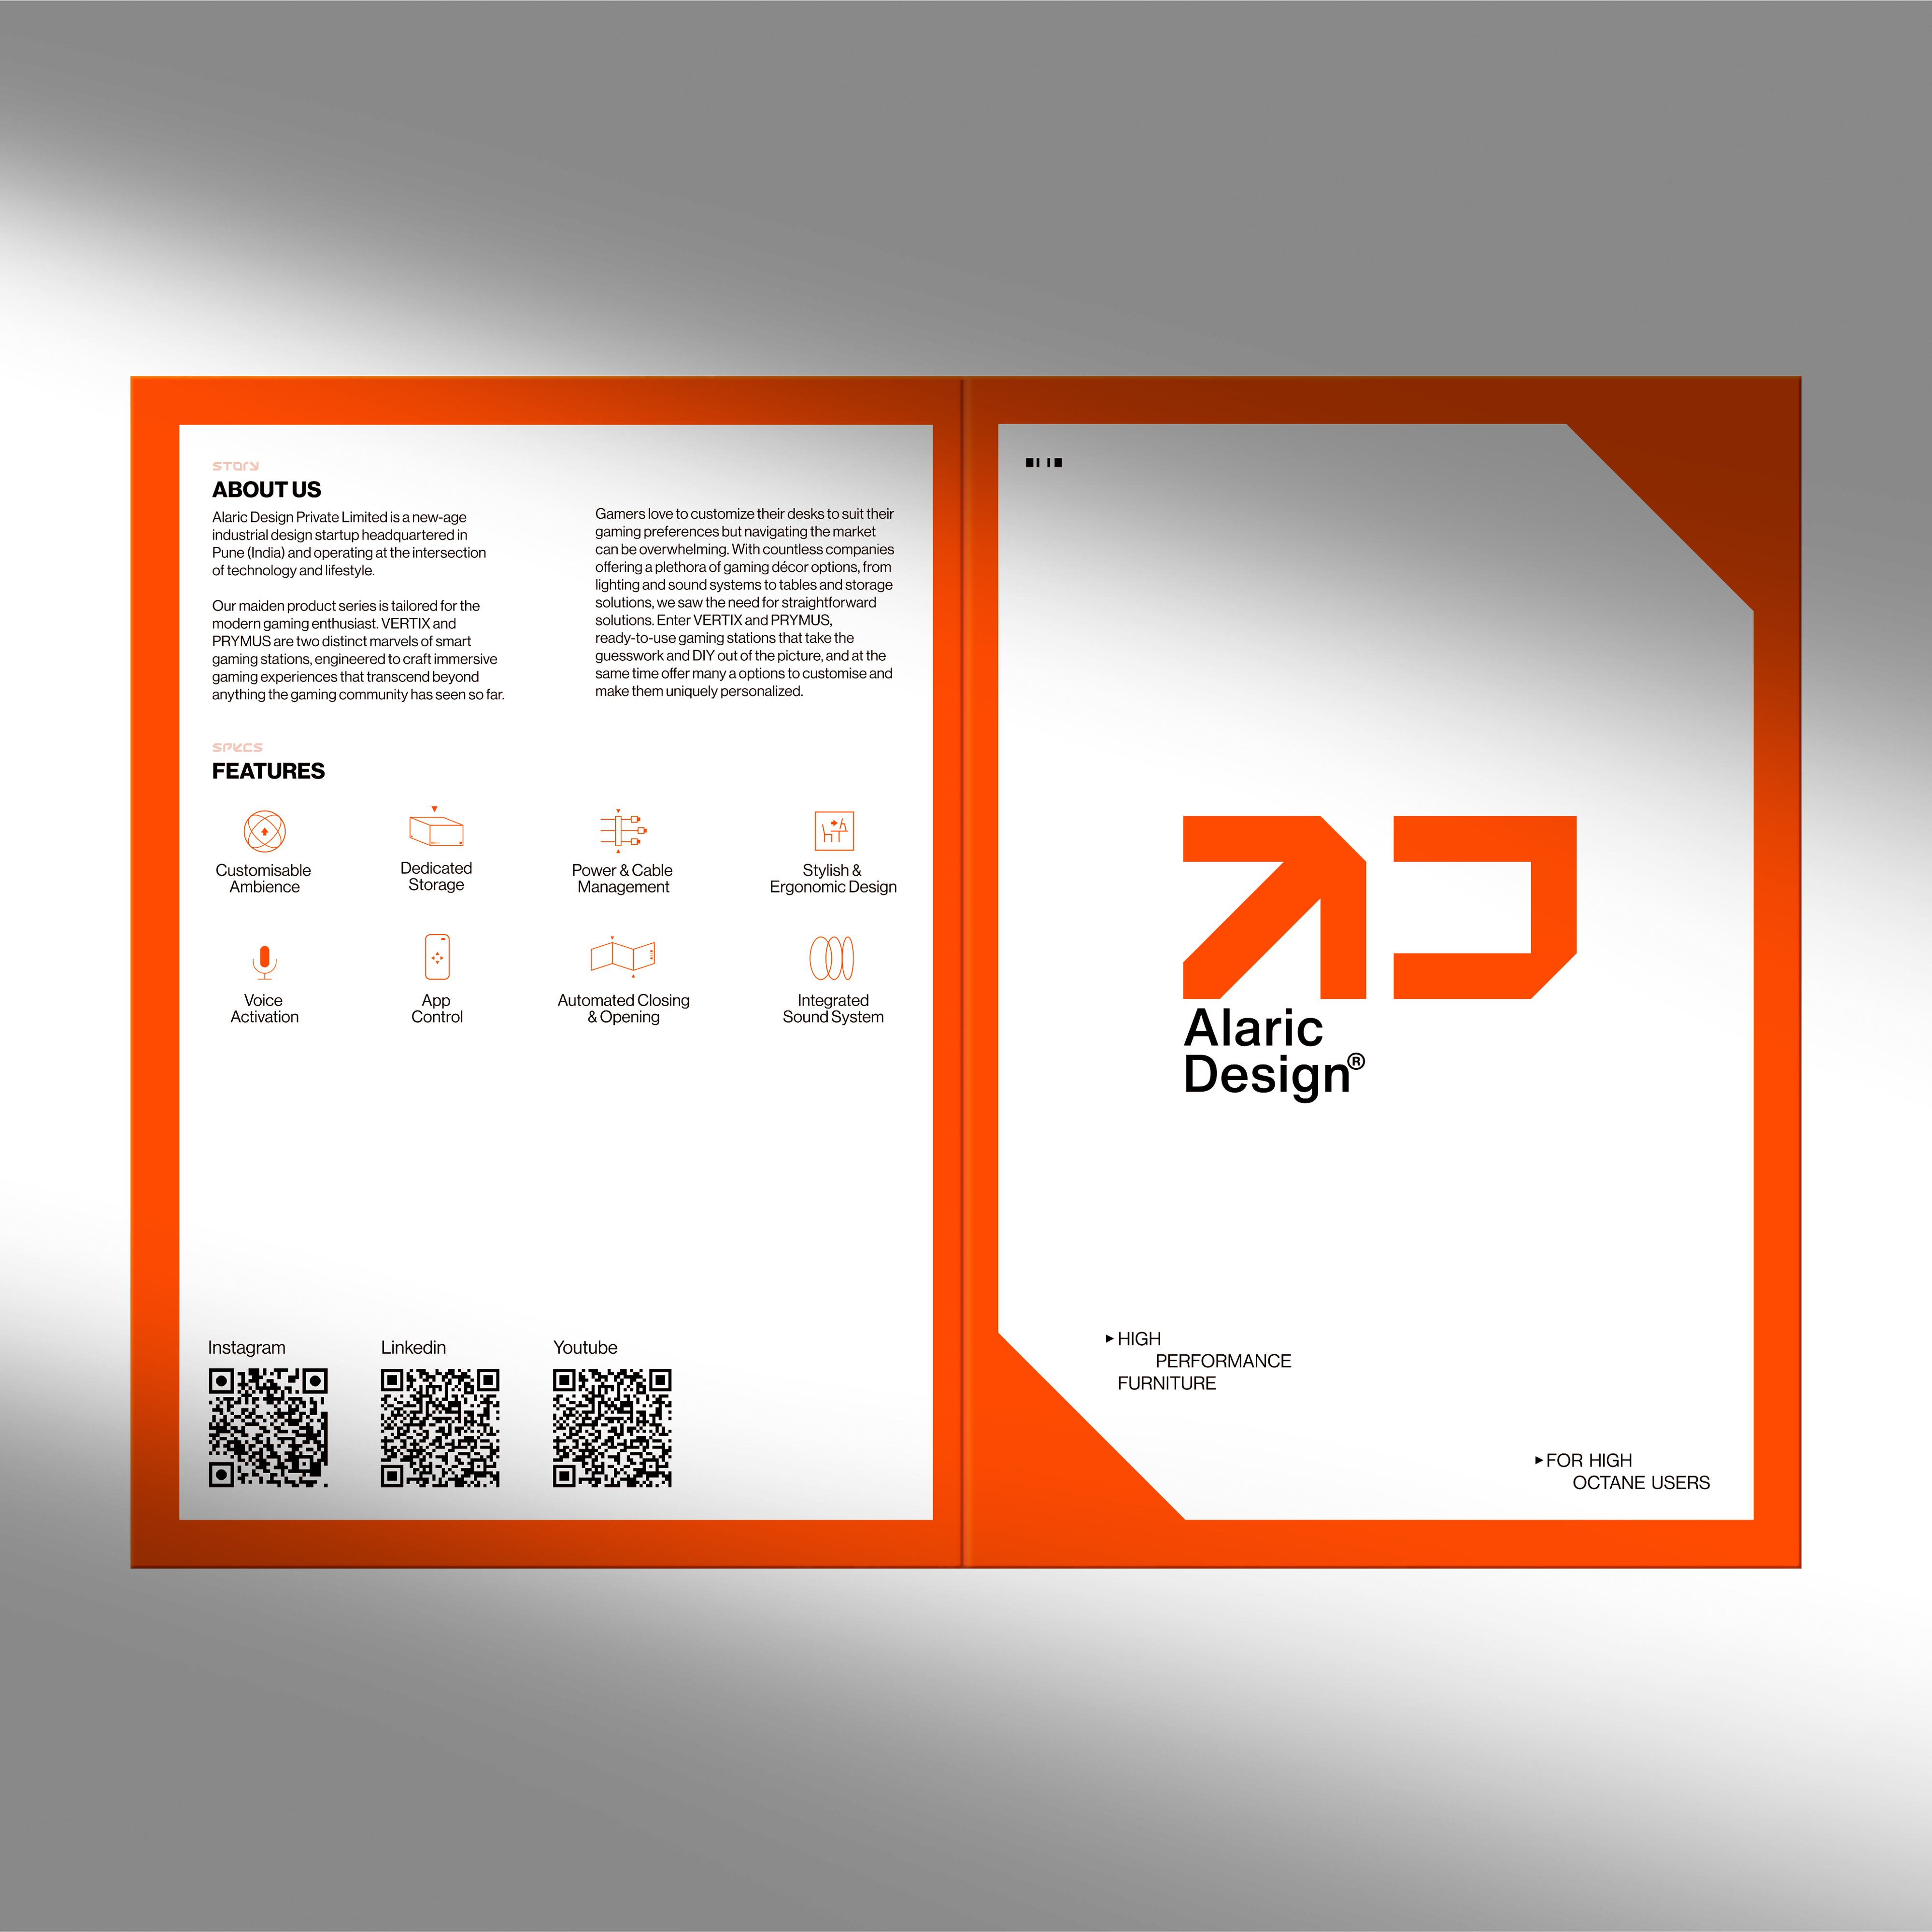 STORY
ABOUT US
Alaric Design Private Limited is a new-age
industrial design startup headquartered in
Pune (India) and operating at the intersection
of technology and lifestyle.
Our maiden product series is tailored for the
modern gaming enthusiast. VERTIX and
PRYMUS are two distinct marvels of smart
gaming stations, engineered to craft immersive
gaming experiences that transcend beyond
anything the gaming community has seen so far.
Gamers love to customize their desks to suit their
gaming preferences but navigating the market
can be overwhelming. With countless companies
offering a plethora of gaming décor options, from
lighting and sound systems to tables and storage
solutions, we saw the need for straightforward
solutions. Enter VERTIX and PRYMUS,
ready-to-use gaming stations that take the
guesswork and DIY out of the picture, and at the
same time offer many a options to customise and
make them uniquely personalized.
SPECS
FEATURES
Customisable
Ambience
Dedicated
Storage
Power & Cable
Management
Stylish &
Ergonomic Design
Voice
Activation
App
Control
Automated Closing
& Opening
Integrated
Sound System
Instagram
Linkedin
Youtube
AD
Alaric
Design®
HIGH
PERFORMANCE
FURNITURE
FOR HIGH
OCTANE USERS